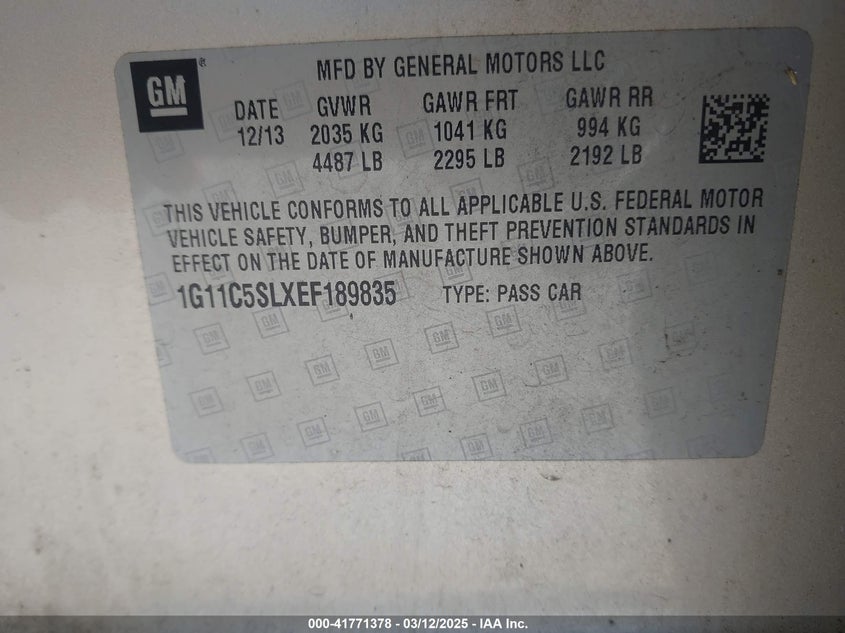 GM
MFD BY GENERAL MOTORS LLC
DATE GVWR GAWR FRT GAWR RR
12/13 2035 KG 1041 KG 994 KG
4487 LB 2295 LB 2192 LB
THIS VEHICLE CONFORMS TO ALL APPLICABLE U.S. FEDERAL MOTOR
VEHICLE SAFETY, BUMPER, AND THEFT PREVENTION STANDARDS IN
EFFECT ON THE DATE OF MANUFACTURE SHOWN ABOVE.
1G11C5SLXEF189835 TYPE: PASS CAR
000-41771378 - 03/12/2025 - IAA Inc.